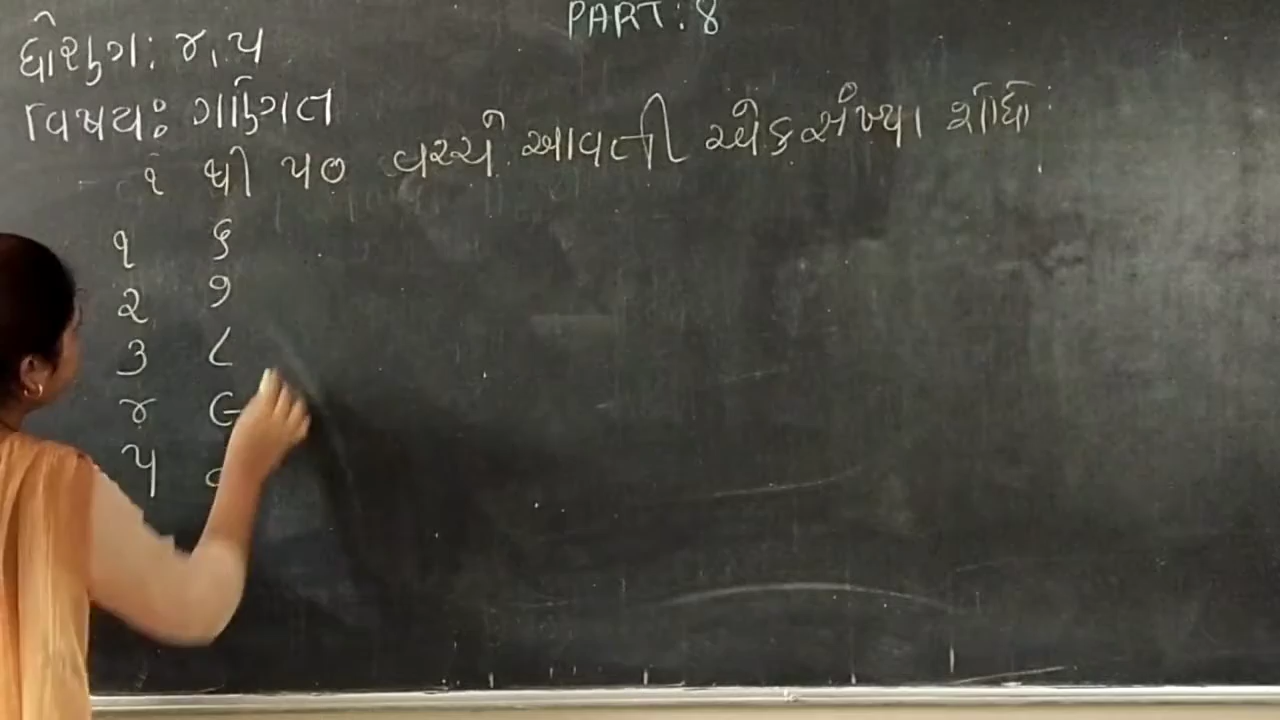 PART: 8
ધોરણ: ૪, ૫
વિષય: ગણિત
૧ થી ૫૦ વચ્ચે આવતી એકસંખ્યા શોધો:
૧ ૬
૨ ૭
૩ ૮
૪ ૯
૫